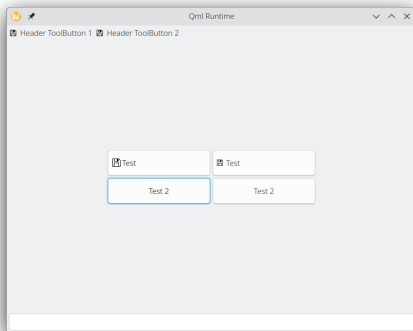 Qml Runtime
Header ToolButton 1 Header ToolButton 2
Test Test
Test 2 Test 2